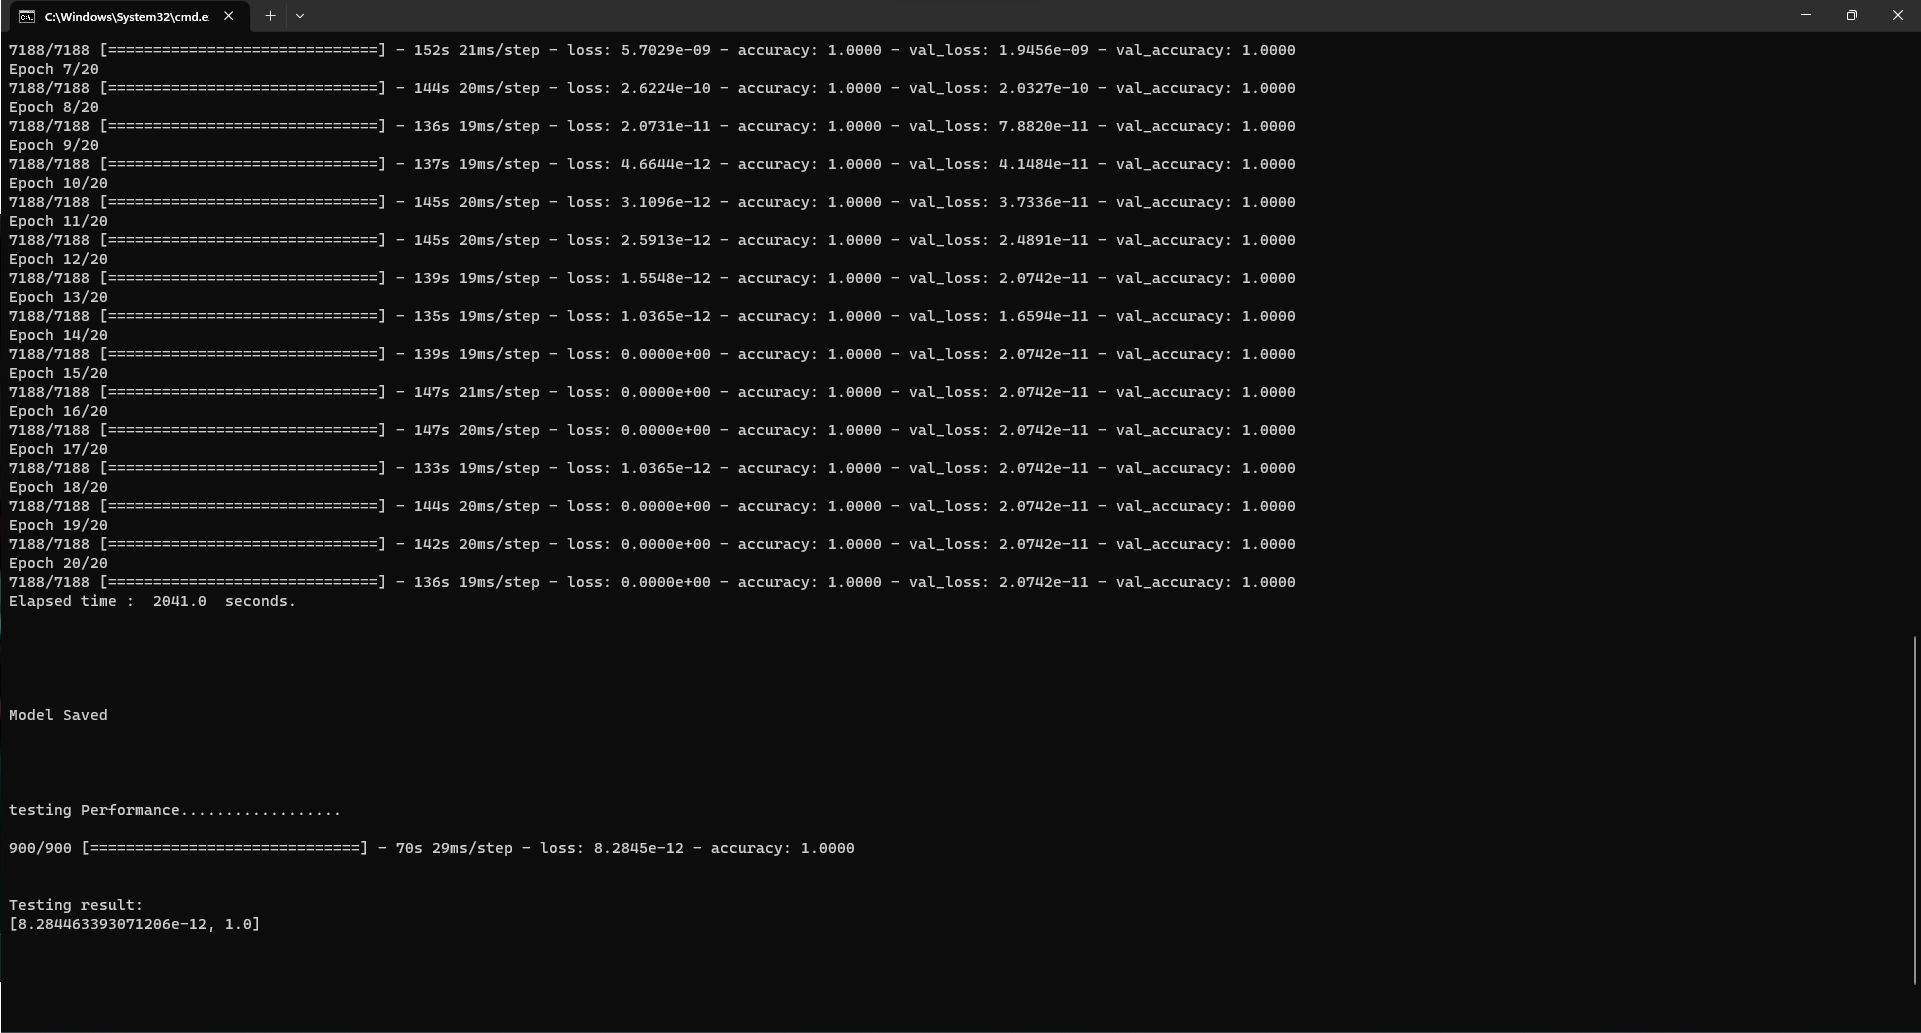 C:\Windows\System32\cmd.e
7188/7188 [==============================] - 152s 21ms/step - loss: 5.7029e-09 - accuracy: 1.0000 - val_loss: 1.9456e-09 - val_accuracy: 1.0000
Epoch 7/20
7188/7188 [==============================] - 144s 20ms/step - loss: 2.6224e-10 - accuracy: 1.0000 - val_loss: 2.0327e-10 - val_accuracy: 1.0000
Epoch 8/20
7188/7188 [==============================] - 136s 19ms/step - loss: 2.0731e-11 - accuracy: 1.0000 - val_loss: 7.8820e-11 - val_accuracy: 1.0000
Epoch 9/20
7188/7188 [==============================] - 137s 19ms/step - loss: 4.6644e-12 - accuracy: 1.0000 - val_loss: 4.1484e-11 - val_accuracy: 1.0000
Epoch 10/20
7188/7188 [==============================] - 145s 20ms/step - loss: 3.1096e-12 - accuracy: 1.0000 - val_loss: 3.7336e-11 - val_accuracy: 1.0000
Epoch 11/20
7188/7188 [==============================] - 145s 20ms/step - loss: 2.5913e-12 - accuracy: 1.0000 - val_loss: 2.4891e-11 - val_accuracy: 1.0000
Epoch 12/20
7188/7188 [==============================] - 139s 19ms/step - loss: 1.5548e-12 - accuracy: 1.0000 - val_loss: 2.0742e-11 - val_accuracy: 1.0000
Epoch 13/20
7188/7188 [==============================] - 135s 19ms/step - loss: 1.0365e-12 - accuracy: 1.0000 - val_loss: 1.6594e-11 - val_accuracy: 1.0000
Epoch 14/20
7188/7188 [==============================] - 139s 19ms/step - loss: 0.0000e+00 - accuracy: 1.0000 - val_loss: 2.0742e-11 - val_accuracy: 1.0000
Epoch 15/20
7188/7188 [==============================] - 147s 21ms/step - loss: 0.0000e+00 - accuracy: 1.0000 - val_loss: 2.0742e-11 - val_accuracy: 1.0000
Epoch 16/20
7188/7188 [==============================] - 147s 20ms/step - loss: 0.0000e+00 - accuracy: 1.0000 - val_loss: 2.0742e-11 - val_accuracy: 1.0000
Epoch 17/20
7188/7188 [==============================] - 133s 19ms/step - loss: 1.0365e-12 - accuracy: 1.0000 - val_loss: 2.0742e-11 - val_accuracy: 1.0000
Epoch 18/20
7188/7188 [==============================] - 144s 20ms/step - loss: 0.0000e+00 - accuracy: 1.0000 - val_loss: 2.0742e-11 - val_accuracy: 1.0000
Epoch 19/20
7188/7188 [==============================] - 142s 20ms/step - loss: 0.0000e+00 - accuracy: 1.0000 - val_loss: 2.0742e-11 - val_accuracy: 1.0000
Epoch 20/20
7188/7188 [==============================] - 136s 19ms/step - loss: 0.0000e+00 - accuracy: 1.0000 - val_loss: 2.0742e-11 - val_accuracy: 1.0000
Elapsed time :  2041.0  seconds.
Model Saved
testing Performance..................
900/900 [==============================] - 70s 29ms/step - loss: 8.2845e-12 - accuracy: 1.0000
Testing result:
[8.284463393071206e-12, 1.0]